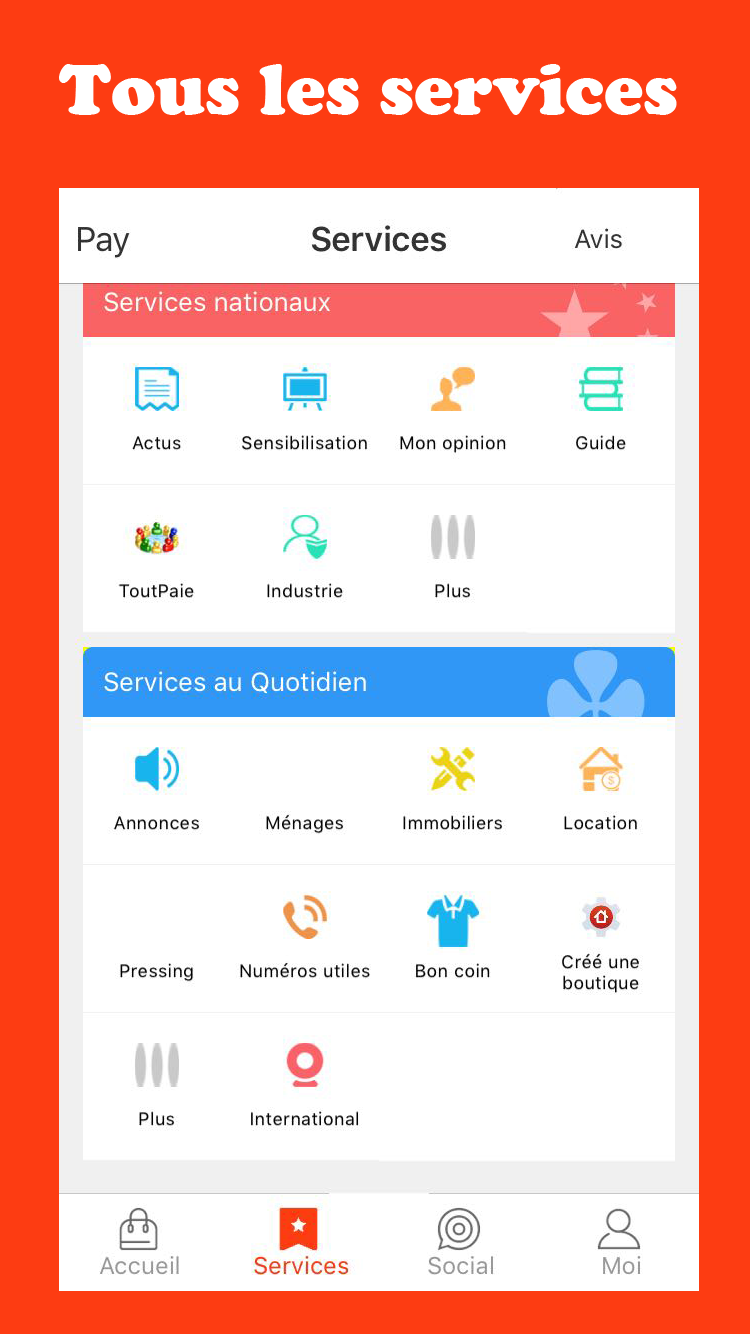 Tous les services
Pay Services Avis
Services nationaux
Actus Sensibilisation Mon opinion Guide
ToutPaie Industrie Plus
Services au Quotidien
Annonces Ménages Immobiliers Location
Pressing Numéros utiles Bon coin Créé une
boutique
Plus International
Accueil Services Social Moi